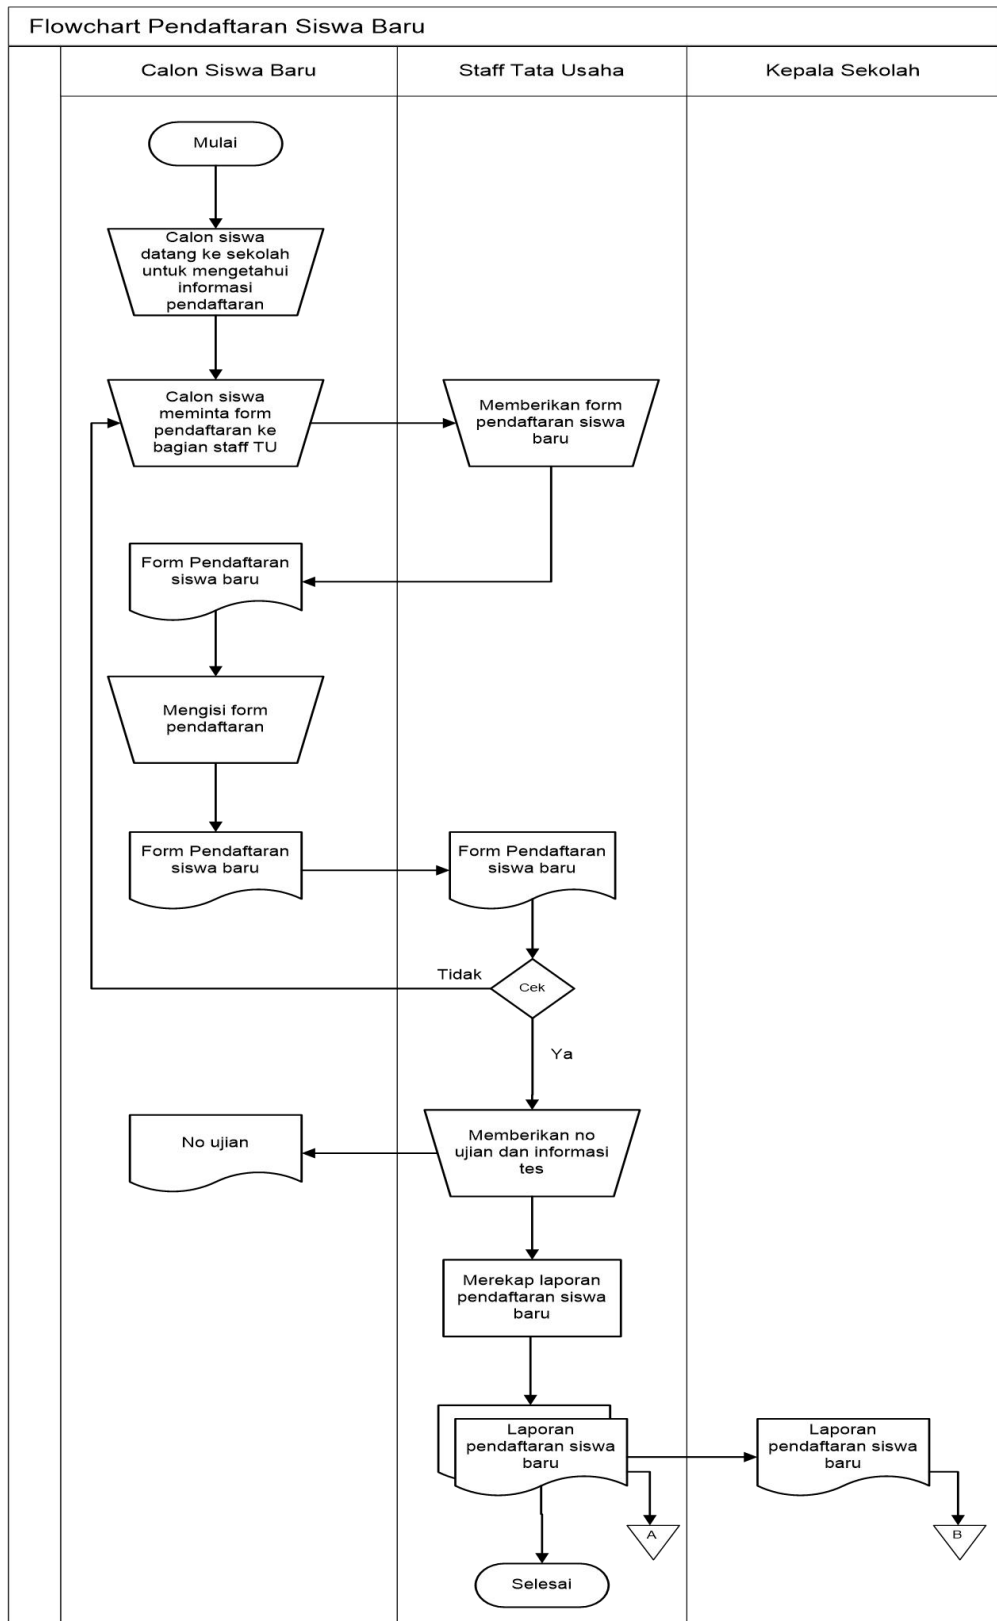 Flowchart Pendaftaran Siswa Baru
Calon Siswa Baru
Staff Tata Usaha
Kepala Sekolah
Mulai
Calon siswa
datang ke sekolah
untuk mengetahui
informasi
pendaftaran
Calon siswa
meminta form
pendaftaran ke
bagian staff TU
Memberikan form
pendaftaran siswa
baru
Form Pendaftaran
siswa baru
Mengisi form
pendaftaran
Form Pendaftaran
siswa baru
Form Pendaftaran
siswa baru
Tidak
Cek
Ya
No ujian
Memberikan no
ujian dan informasi
tes
Merekap laporan
pendaftaran siswa
baru
Laporan
pendaftaran siswa
baru
Laporan
pendaftaran siswa
baru
A
B
Selesai